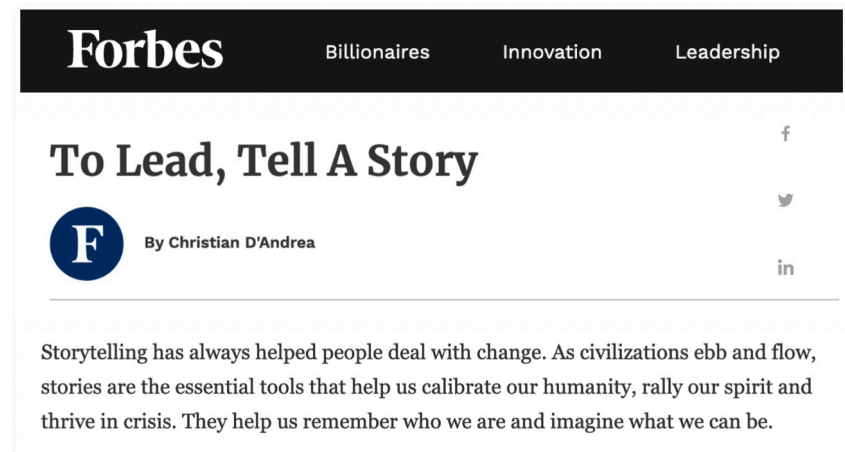 Forbes Billionaires Innovation Leadership
To Lead, Tell A Story
F
By Christian D'Andrea
f
in
Storytelling has always helped people deal with change. As civilizations ebb and flow,
stories are the essential tools that help us calibrate our humanity, rally our spirit and
thrive in crisis. They help us remember who we are and imagine what we can be.